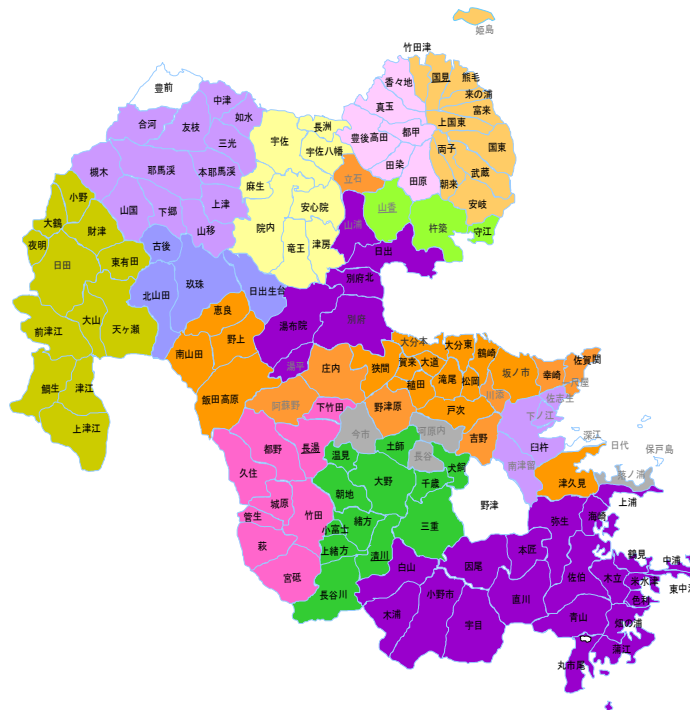 姫島
竹田津
国見
熊毛
香々地
来の浦
豊前
中津
真玉
富来
如水
合河
友枝
長洲
上国東
豊後高田
都甲
三光
宇佐
宇佐八幡
南子
国東
田染
槻木
耶馬渓
本耶馬渓
武蔵
立石
田原
朝来
麻生
小野
上津
安岐
山国
下郷
安心院
山香
大鶴
財津
山移
院内
山浦
杵築
守江
夜明
古後
竜王
津房
日出
日田
東有田
別府北
玖珠
日出生台
北山田
恵良
別府
大山
湯布院
前津江
天ヶ瀬
野上
大分本
大分東
鶴崎
佐賀関
南山田
湯平
庄内
狭間
賀来
大道
坂ノ市
幸崎
滝尾
松岡
一尺屋
鯛生
津江
稙田
飯田高原
川添
佐志生
阿蘇野
下竹田
野津原
戸次
下ノ江
上津江
今市
河原内
吉野
深江
日代
都野
長湯
土師
臼杵
保戸島
温見
長谷
久住
犬飼
南津留
落ノ浦
大野
千歳
津久見
朝地
野津
上浦
城原
菅生
竹田
緒方
弥生
小富士
三重
萩
上緒方
本匠
鶴見
清川
中浦
白山
因尾
宮砥
佐伯
木立
米水津
長谷川
小野市
直川
色利
木浦
青山
宇目
蒲江
丸市尾